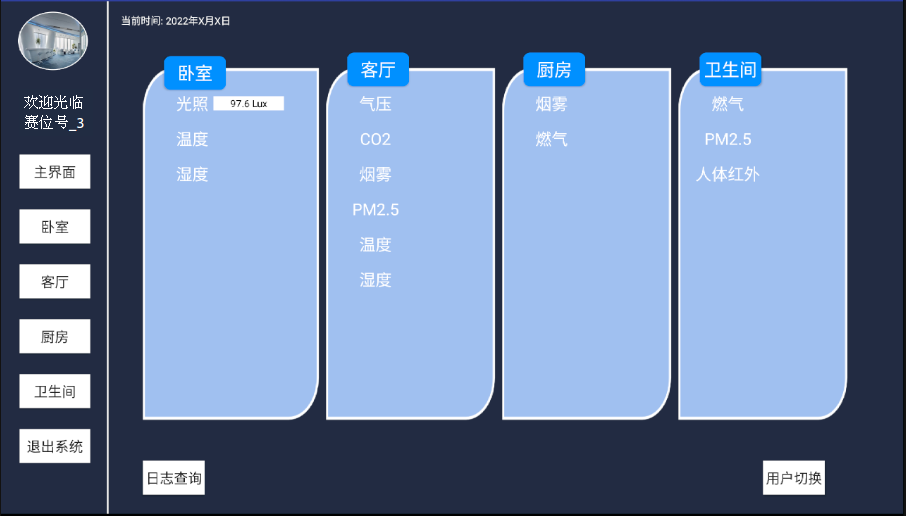 当前时间: 2022年X月X日
欢迎光临
赛位号_3
主界面
卧室
客厅
厨房
卫生间
退出系统
卧室
光照 97.6 Lux
温度
湿度
客厅
气压
CO2
烟雾
PM2.5
温度
湿度
厨房
烟雾
燃气
卫生间
燃气
PM2.5
人体红外
日志查询
用户切换